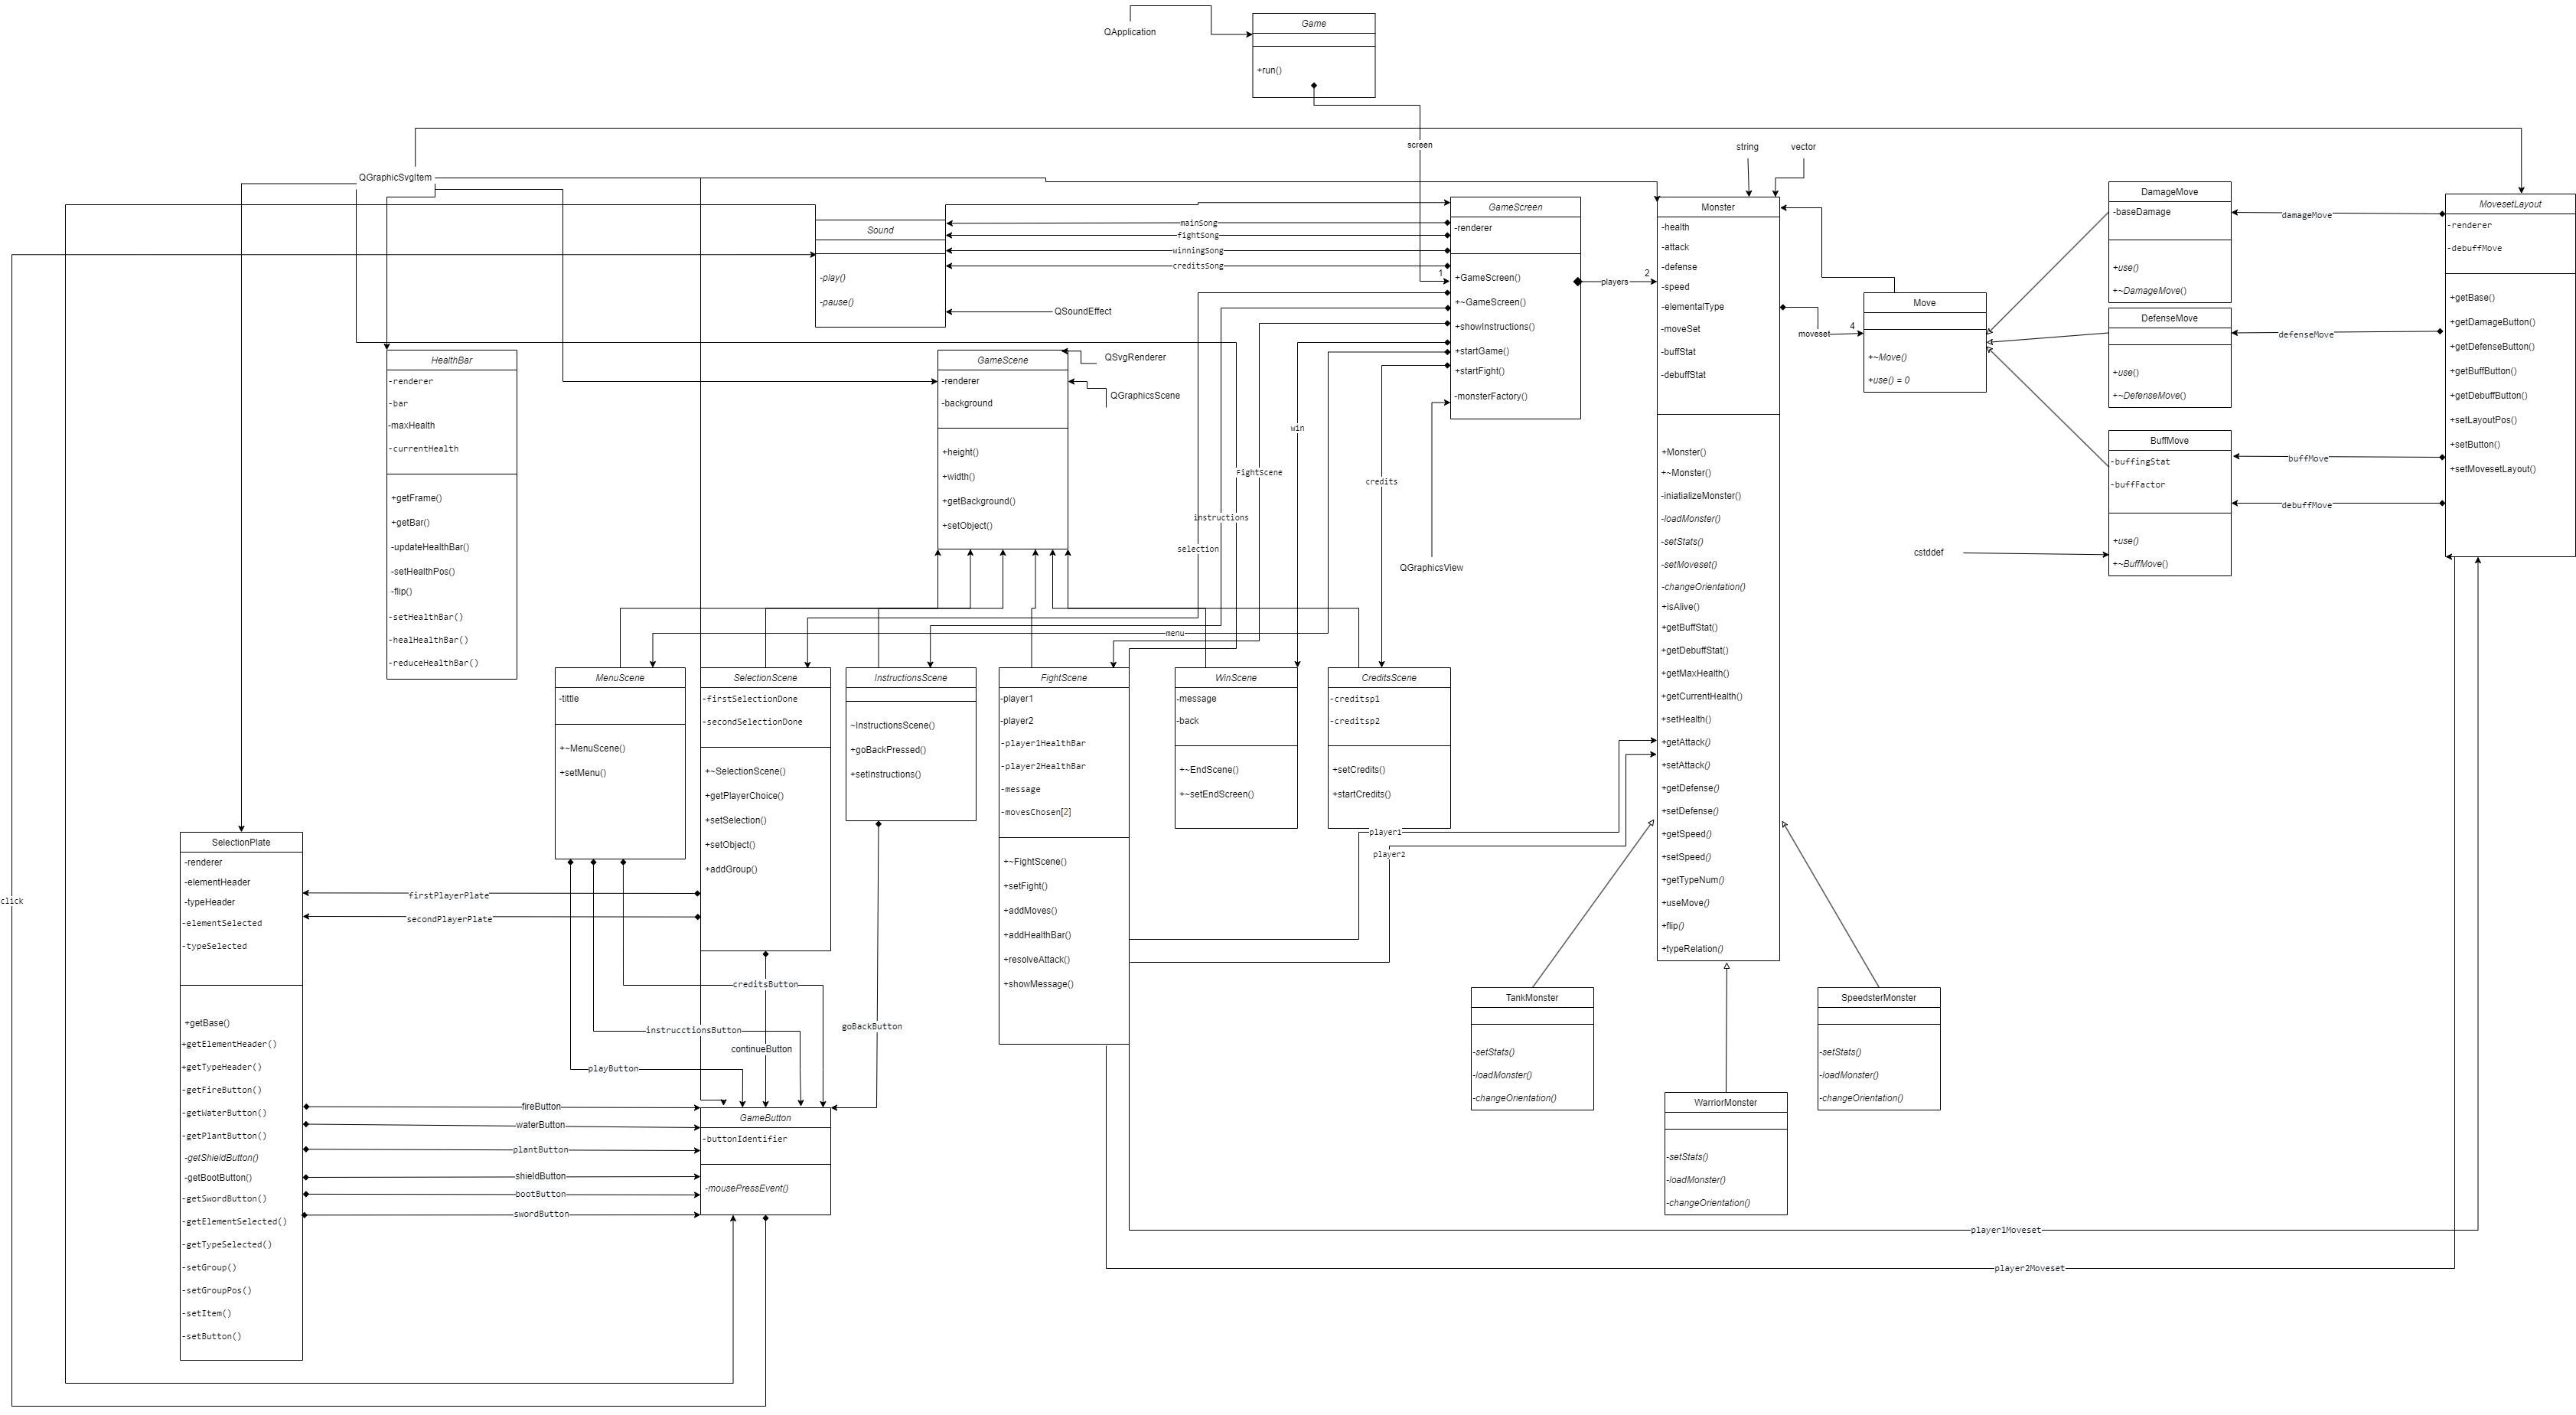 QApplication
Game
+run()
screen
string
vector
QGraphicSvgItem
Sound
-play()
-pause()
QSoundEffect
mainSong
fightSong
winningSong
creditsSong
GameScreen
-renderer
+GameScreen()
+~GameScreen()
+showInstructions()
+startGame()
+startFight()
-monsterFactory()
1
players
2
Monster
-health
-attack
-defense
-speed
-elementalType
-moveSet
-buffStat
-debuffStat
+Monster()
+~Monster()
-iniatializeMonster()
-loadMonster()
-setStats()
-setMoveset()
-changeOrientation()
+isAlive()
+getBuffStat()
+getDebuffStat()
+getMaxHealth()
+getCurrentHealth()
+setHealth()
+getAttack()
+setAttack()
+getDefense()
+setDefense()
+getSpeed()
+setSpeed()
+getTypeNum()
+useMove()
+flip()
+typeRelation()
moveset
4
Move
+~Move()
+use() = 0
DamageMove
-baseDamage
+use()
+~DamageMove()
DefenseMove
+use()
+~DefenseMove()
BuffMove
-buffingStat
-buffFactor
+use()
+~BuffMove()
cstddef
damageMove
defenseMove
buffMove
debuffMove
MovesetLayout
-renderer
-debuffMove
+getBase()
+getDamageButton()
+getDefenseButton()
+getBuffButton()
+getDebuffButton()
+setLayoutPos()
+setButton()
+setMovesetLayout()
HealthBar
-renderer
-bar
-maxHealth
-currentHealth
+getFrame()
+getBar()
-updateHealthBar()
-setHealthPos()
-flip()
-setHealthBar()
-healHealthBar()
-reduceHealthBar()
GameScene
-renderer
-background
+height()
+width()
+getBackground()
+setObject()
QSvgRenderer
QGraphicsScene
QGraphicsView
win
credits
FightScene
instructions
selection
menu
MenuScene
-tittle
+~MenuScene()
+setMenu()
SelectionScene
-firstSelectionDone
-secondSelectionDone
+~SelectionScene()
+getPlayerChoice()
+setSelection()
+setObject()
+addGroup()
InstructionsScene
~InstructionsScene()
+goBackPressed()
+setInstructions()
FightScene
-player1
-player2
-player1HealthBar
-player2HealthBar
-message
-movesChosen[2]
+~FightScene()
+setFight()
+addMoves()
+addHealthBar()
+resolveAttack()
+showMessage()
WinScene
-message
-back
+~EndScene()
+~setEndScreen()
CreditsScene
-creditsp1
-creditsp2
+setCredits()
+startCredits()
player1
player2
SelectionPlate
-renderer
-elementHeader
-typeHeader
-elementSelected
-typeSelected
+getBase()
+getElementHeader()
+getTypeHeader()
-getFireButton()
-getWaterButton()
-getPlantButton()
-getShieldButton()
-getBootButton()
-getSwordButton()
-getElementSelected()
-getTypeSelected()
-setGroup()
-setGroupPos()
-setItem()
-setButton()
click
firstPlayerPlate
secondPlayerPlate
creditsButton
instrucctionsButton
continueButton
playButton
goBackButton
fireButton
waterButton
plantButton
shieldButton
bootButton
swordButton
GameButton
-buttonIdentifier
-mousePressEvent()
TankMonster
-setStats()
-loadMonster()
-changeOrientation()
WarriorMonster
-setStats()
-loadMonster()
-changeOrientation()
SpeedsterMonster
-setStats()
-loadMonster()
-changeOrientation()
player1Moveset
player2Moveset